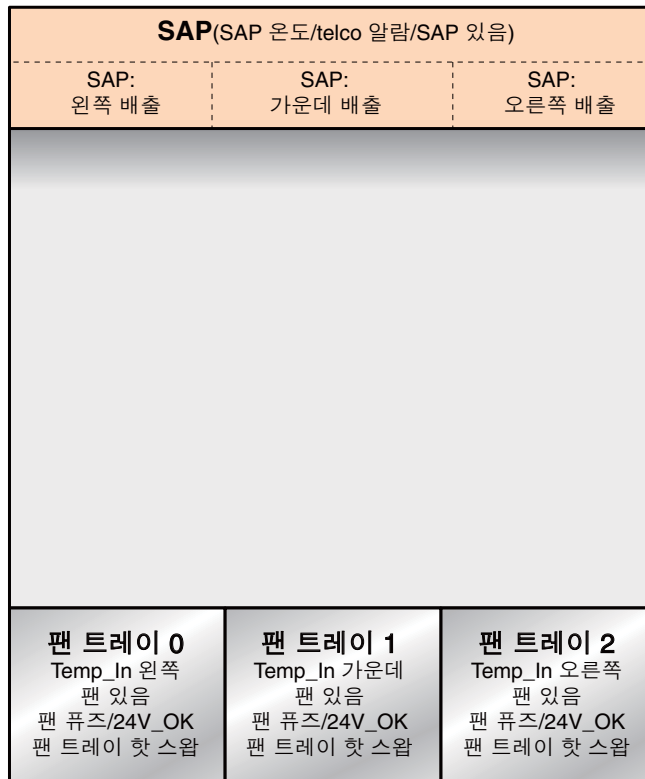 SAP(SAP 온도/telco 알람/SAP 있음)
SAP:
왼쪽 배출
SAP:
가운데 배출
SAP:
오른쪽 배출
팬 트레이 0
Temp_In 왼쪽
팬 있음
팬 퓨즈/24V_OK
팬 트레이 핫 스왑
팬 트레이 1
Temp_In 가운데
팬 있음
팬 퓨즈/24V_OK
팬 트레이 핫 스왑
팬 트레이 2
Temp_In 오른쪽
팬 있음
팬 퓨즈/24V_OK
팬 트레이 핫 스왑